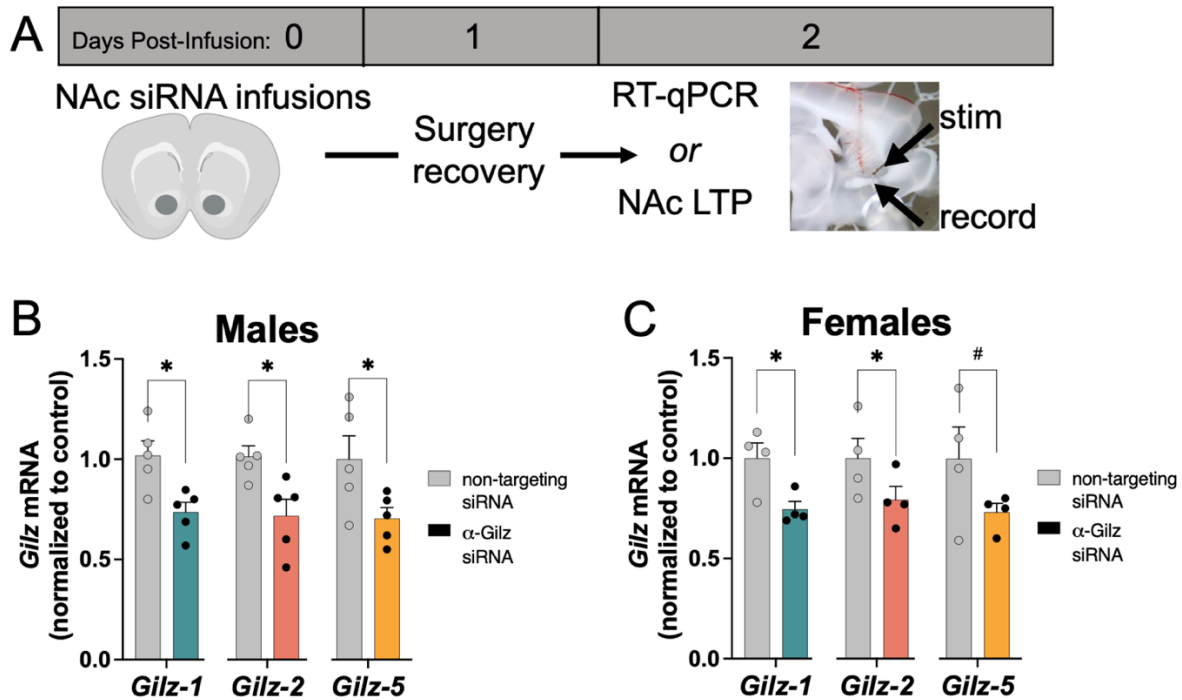 A
Days Post-Infusion: 0 1 2
NAc siRNA infusions
Surgery
recovery
RT-qPCR
or
NAc LTP
stim
record
B
Males
Gilz mRNA
(normalized to control)
1.5
1.0
0.5
0.0
*
*
*
Gilz-1 Gilz-2 Gilz-5
non-targeting
siRNA
α-Gilz
siRNA
C
Females
Gilz mRNA
(normalized to control)
1.5
1.0
0.5
0.0
*
*
#
Gilz-1 Gilz-2 Gilz-5
non-targeting
siRNA
α-Gilz
siRNA